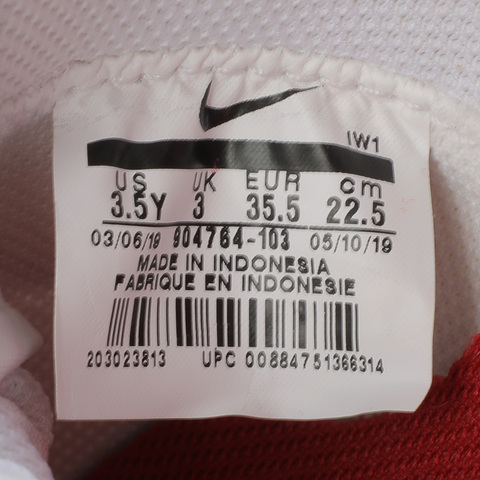 IW1
US UK EUR cm
3.5Y 3 35.5 22.5
03/06/19 904764-103 05/10/19
MADE IN INDONESIA
FABRIQUE EN INDONESIE
203023813 UPC 00884751366314